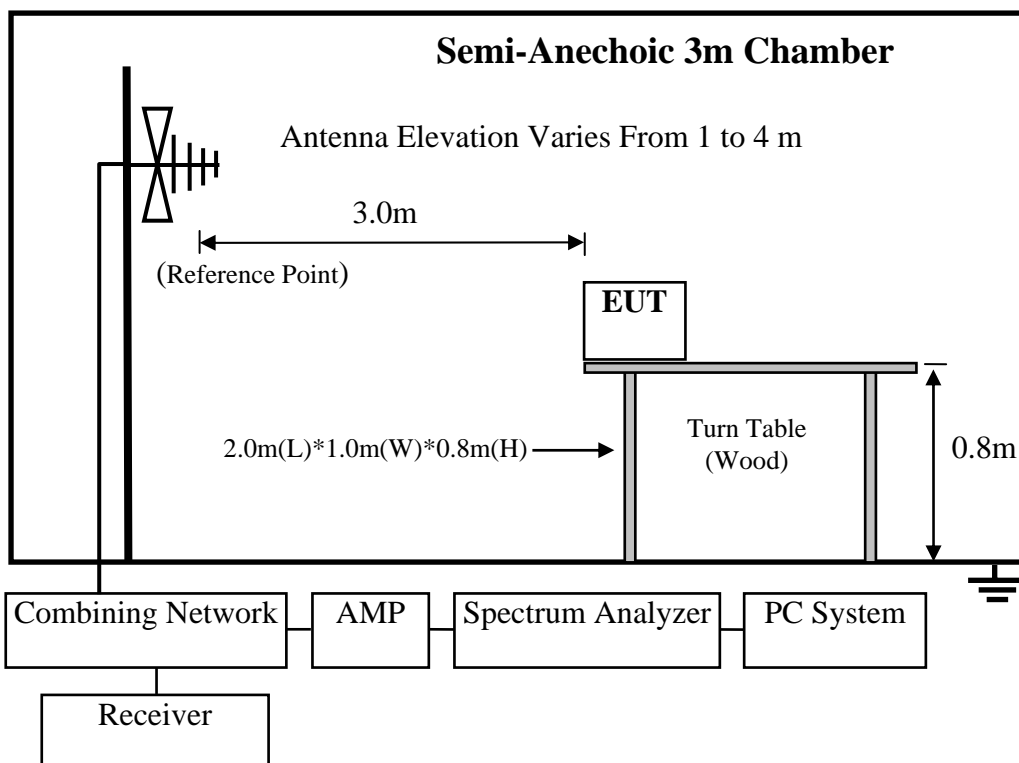 Semi-Anechoic 3m Chamber
Antenna Elevation Varies From 1 to 4 m
3.0m
(Reference Point)
EUT
2.0m(L)*1.0m(W)*0.8m(H)
Turn Table
(Wood)
0.8m
Combining Network
AMP
Spectrum Analyzer
PC System
Receiver